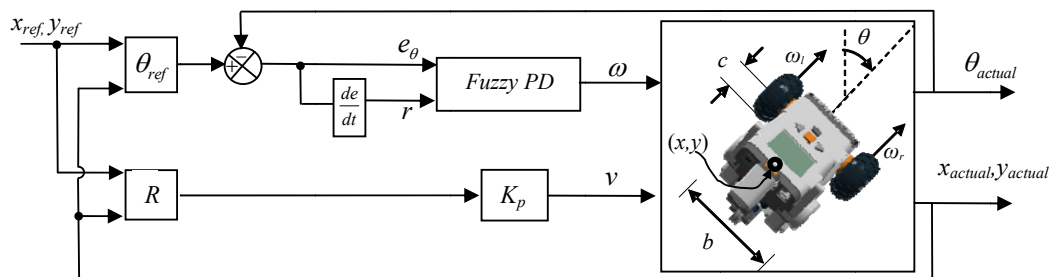 x_ref, y_ref
θ_ref
+
−
e_θ
de
dt
r
Fuzzy PD
ω
c
ω_l
θ
ω_r
(x,y)
b
θ_actual
R
K_p
v
x_actual, y_actual